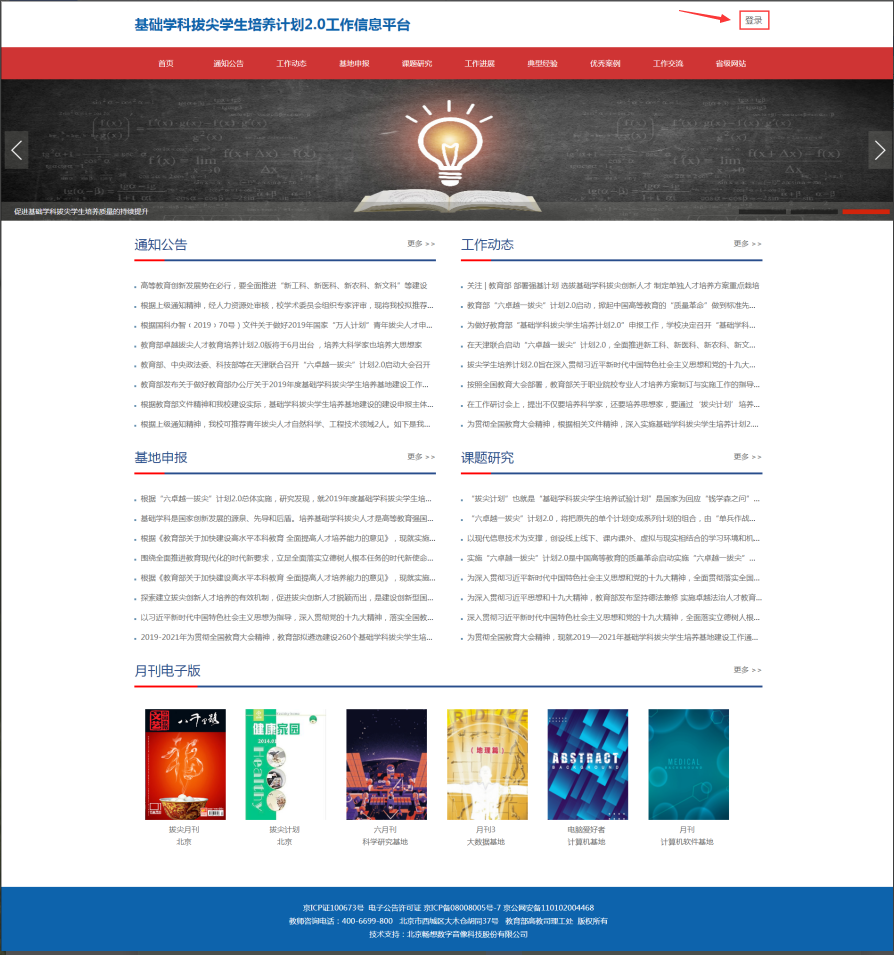 基础学科拔尖学生培养计划2.0工作信息平台
登录
首页 通知公告 工作动态 基地申报 课题研究 工作进展 典型经验 优秀案例 工作交流 省级网站
促进基础学科拔尖学生培养质量的持续提升
通知公告 更多 >>
高等教育创新发展势在必行，要全面推进“新工科、新医科、新农科、新文科”等建设
根据上级通知精神，经人力资源处审核，校学术委员会组织专家评审，现将我校拟推荐...
根据国科办智（2019）70号）文件关于做好2019年国家“万人计划”青年拔尖人才申...
教育部卓越拔尖人才教育培养计划2.0版将于6月出台，培养大科学家也培养大思想家
教育部、中央政法委、科技部等在天津联合召开“六卓越一拔尖”计划2.0启动大会召开
教育部发布关于做好教育部办公厅关于2019年度基础学科拔尖学生培养基地建设工作...
根据教育部文件精神和我校建设实际，基础学科拔尖学生培养基地建设的建设申报主体...
根据上级通知精神，我校可推荐青年拔尖人才自然科学、工程技术领域2人。如下是我...
工作动态 更多 >>
关注 | 教育部 部署强基计划 选拔基础学科拔尖创新人才 制定单独人才培养方案重点栽培
教育部“六卓越一拔尖”计划2.0启动，掀起中国高等教育的“质量革命”做到标准先...
为做好教育部“基础学科拔尖学生培养计划2.0”申报工作，学校决定召开“基础学科...
在天津联合启动“六卓越一拔尖”计划2.0，全面推进新工科、新医科、新农科、新文...
拔尖学生培养计划2.0旨在深入贯彻习近平新时代中国特色社会主义思想和党的十九大...
按照全国教育大会部署，教育部关于职业院校专业人才培养方案制订与实施工作的指导...
在工作研讨会上，提出不仅要培养科学家，还要培养思想家，要通过‘拔尖计划’培养...
为贯彻全国教育大会精神，根据相关文件精神，深入实施基础学科拔尖学生培养计划2....
基地申报 更多 >>
根据“六卓越一拔尖”计划2.0总体实施，研究发现，就2019年度基础学科拔尖学生培...
基础学科是国家创新发展的源泉、先导和后盾。培养基础学科拔尖人才是高等教育强国...
根据《教育部关于加快建设高水平本科教育 全面提高人才培养能力的意见》，现就实施...
围绕全面推进教育现代化的时代新要求，立足全面落实立德树人根本任务的时代新使命...
根据《教育部关于加快建设高水平本科教育 全面提高人才培养能力的意见》，现就实施...
探索建立拔尖创新人才培养的有效机制，促进拔尖创新人才脱颖而出，是建设创新型国...
以习近平新时代中国特色社会主义思想为指导，深入贯彻党的十九大精神，落实全国教...
2019-2021年为贯彻全国教育大会精神，教育部拟遴选建设260个基础学科拔尖学生培...
课题研究 更多 >>
“拔尖计划”也就是“基础学科拔尖学生培养试验计划”是国家为回应“钱学森之问”...
“六卓越一拔尖”计划2.0，将把原先的单个计划变成系列计划的组合，由“单兵作战...
以现代信息技术为支撑，创设线上线下、课内课外、虚拟与现实相结合的学习环境和机...
实施“六卓越一拔尖”计划2.0是中国高等教育的质量革命启动实施“六卓越一拔尖”...
为深入贯彻习近平新时代中国特色社会主义思想和党的十九大精神，全面贯彻落实全国...
为深入贯彻习近平思想和十九大精神，教育部发布坚持德法兼修 实施卓越法治人才教育...
深入贯彻习近平新时代中国特色社会主义思想和党的十九大精神，全面落实立德树人根...
为贯彻全国教育大会精神，现就2019—2021年基础学科拔尖学生培养基地建设工作通...
月刊电子版 更多 >>
文艺
八千里路
福
健康家园
2014.01
Healthy
（地理篇）
ABSTRACT
BACKGROUND
MEDICAL
拔尖月刊 拔尖计划 六月刊 月刊3 电脑爱好者 月刊
北京 北京 科学研究基地 大数据基地 计算机基地 计算机软件基地
京ICP证100673号 电子公告许可证 京ICP备08008005号-7 京公网安备110102004468
教师咨询电话：400-6699-800 北京市西城区大木仓胡同37号 教育部高教司理工处 版权所有
技术支持：北京畅想数字音像科技股份有限公司